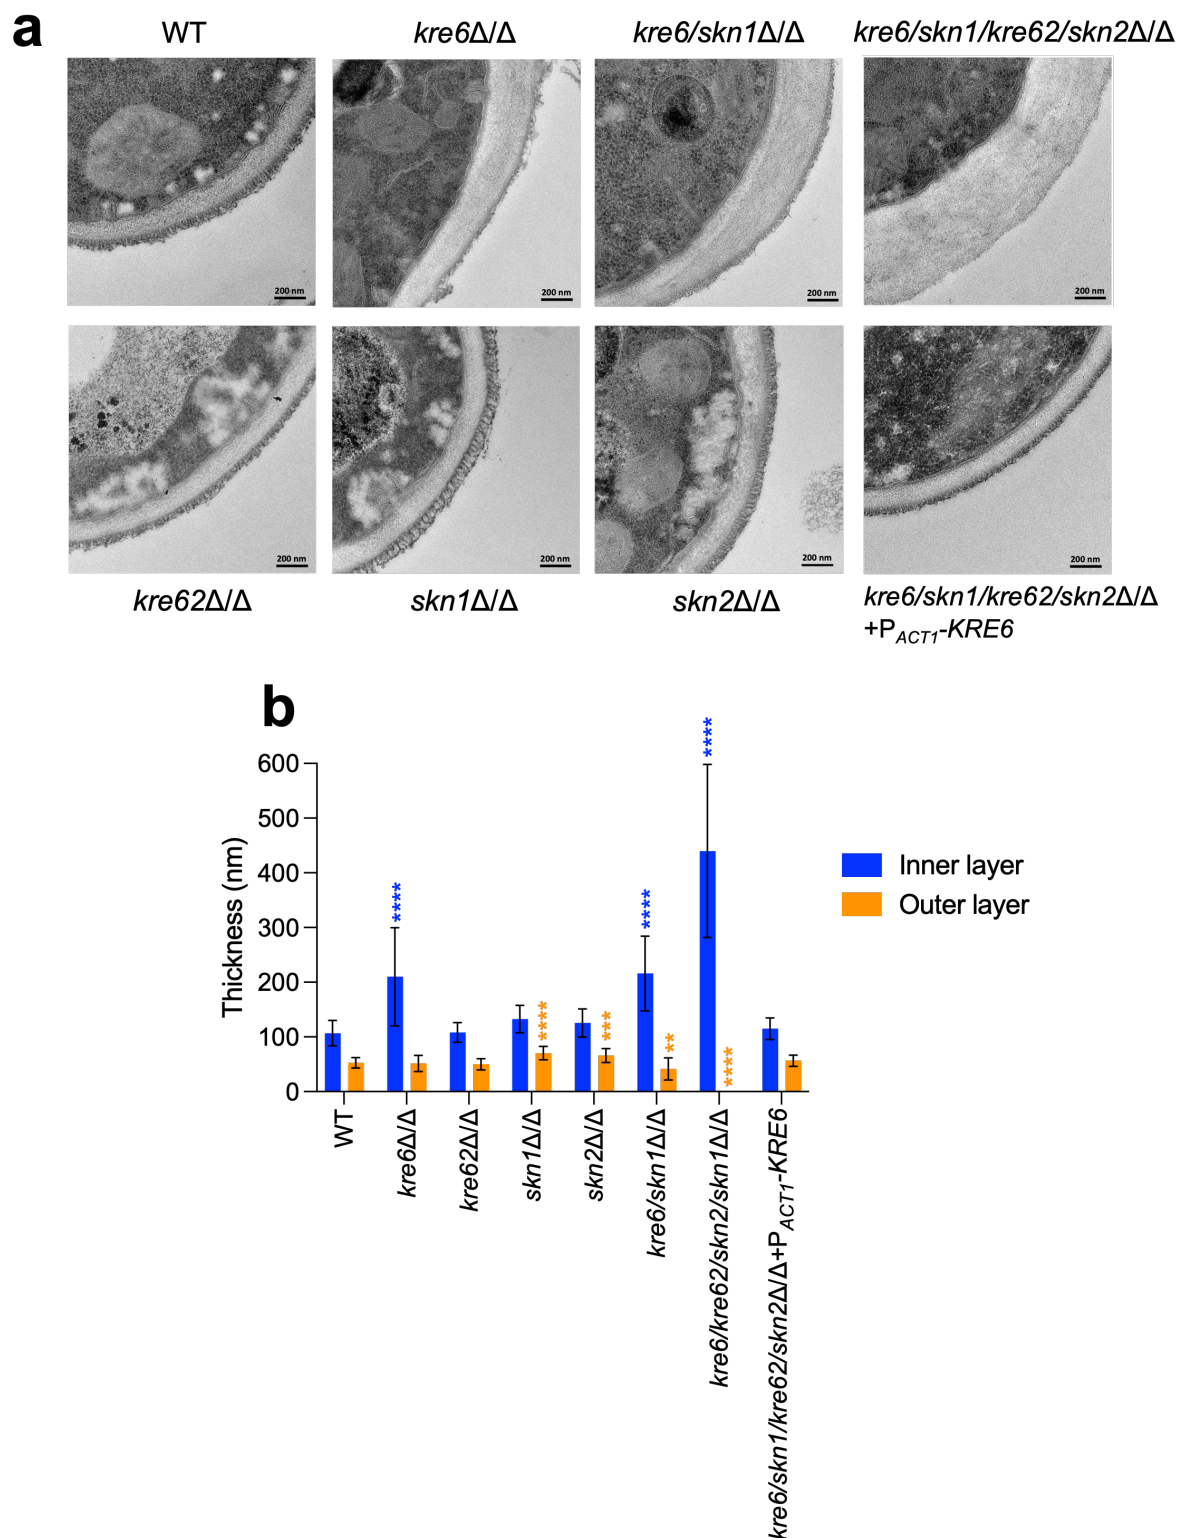 a
WT
kre6Δ/Δ
kre6/skn1Δ/Δ
kre6/skn1/kre62/skn2Δ/Δ
200 nm
200 nm
200 nm
200 nm
200 nm
200 nm
200 nm
200 nm
kre62Δ/Δ
skn1Δ/Δ
skn2Δ/Δ
kre6/skn1/kre62/skn2Δ/Δ
+PACT1-KRE6
b
Thickness (nm)
600
500
400
300
200
100
0
****
****
***
****
**
****
****
Inner layer
Outer layer
WT
kre6Δ/Δ
kre62Δ/Δ
skn1Δ/Δ
skn2Δ/Δ
kre6/skn1Δ/Δ
kre6/kre62/skn2/skn1Δ/Δ
kre6/skn1/kre62/skn2Δ/Δ+PACT1-KRE6